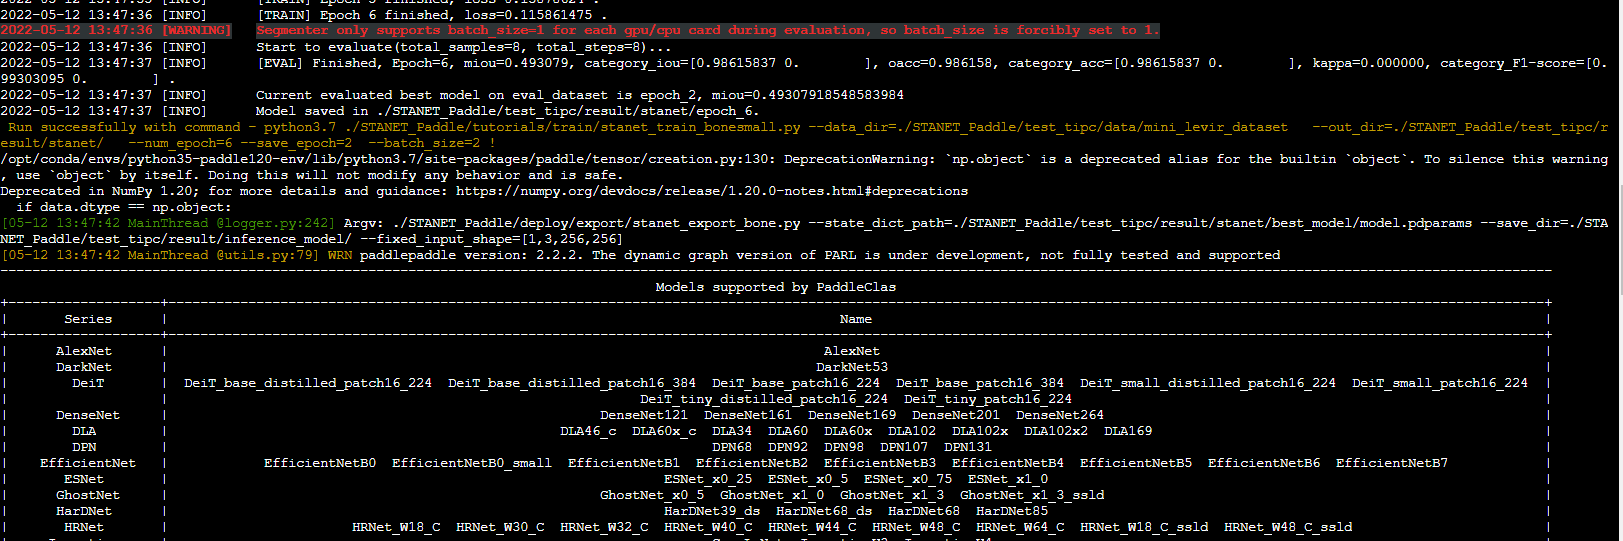 [TRAIN] Epoch 6 finished, loss=0.115861475 .
2022-05-12 13:47:36 [WARNING] Segmenter only supports batch_size=1 for each gpu/cpu card during evaluation, so batch_size is forcibly set to 1.
2022-05-12 13:47:36 [INFO] Start to evaluate(total_samples=8, total_steps=8)...
2022-05-12 13:47:37 [INFO] [EVAL] Finished, Epoch=6, miou=0.493079, category_iou=[0.98615837 0. ], oacc=0.986158, category_acc=[0.98615837 0. ], kappa=0.000000, category_F1-score=[0.
99303095 0. ] .
2022-05-12 13:47:37 [INFO] Current evaluated best model on eval_dataset is epoch_2, miou=0.49307918548583984
2022-05-12 13:47:37 [INFO] Model saved in ./STANET_Paddle/test_tipc/result/stanet/epoch_6.
Run successfully with command - python3.7 ./STANET_Paddle/tutorials/train/stanet_train_bonesmall.py --data_dir=./STANET_Paddle/test_tipc/data/mini_levir_dataset --out_dir=./STANET_Paddle/test_tipc/r
esult/stanet/ --num_epoch=6 --save_epoch=2 --batch_size=2 !
/opt/conda/envs/python35-paddle120-env/lib/python3.7/site-packages/paddle/tensor/creation.py:130: DeprecationWarning: `np.object` is a deprecated alias for the builtin `object`. To silence this warning
, use `object` by itself. Doing this will not modify any behavior and is safe.
Deprecated in NumPy 1.20; for more details and guidance: https://numpy.org/devdocs/release/1.20.0-notes.html#deprecations
if data.dtype == np.object:
[05-12 13:47:42 MainThread @logger.py:242] Argv: ./STANET_Paddle/deploy/export/stanet_export_bone.py --state_dict_path=./STANET_Paddle/test_tipc/result/stanet/best_model/model.pdparams --save_dir=./STA
NET_Paddle/test_tipc/result/inference_model/ --fixed_input_shape=[1,3,256,256]
[05-12 13:47:42 MainThread @utils.py:79] WRN paddlepaddle version: 2.2.2. The dynamic graph version of PARL is under development, not fully tested and supported
Models supported by PaddleClas
Series Name
AlexNet AlexNet
DarkNet DarkNet53
DeiT DeiT_base_distilled_patch16_224 DeiT_base_distilled_patch16_384 DeiT_base_patch16_224 DeiT_base_patch16_384 DeiT_small_distilled_patch16_224 DeiT_small_patch16_224
DeiT_tiny_distilled_patch16_224 DeiT_tiny_patch16_224
DenseNet DenseNet121 DenseNet161 DenseNet169 DenseNet201 DenseNet264
DLA DLA46_c DLA60x_c DLA34 DLA60 DLA60x DLA102 DLA102x DLA102x2 DLA169
DPN DPN68 DPN92 DPN98 DPN107 DPN131
EfficientNet EfficientNetB0 EfficientNetB0_small EfficientNetB1 EfficientNetB2 EfficientNetB3 EfficientNetB4 EfficientNetB5 EfficientNetB6 EfficientNetB7
ESNet ESNet_x0_25 ESNet_x0_5 ESNet_x0_75 ESNet_x1_0
GhostNet GhostNet_x0_5 GhostNet_x1_0 GhostNet_x1_3 GhostNet_x1_3_ssld
HarDNet HarDNet39_ds HarDNet68_ds HarDNet68 HarDNet85
HRNet HRNet_W18_C HRNet_W30_C HRNet_W32_C HRNet_W40_C HRNet_W44_C HRNet_W48_C HRNet_W64_C HRNet_W18_C_ssld HRNet_W48_C_ssld